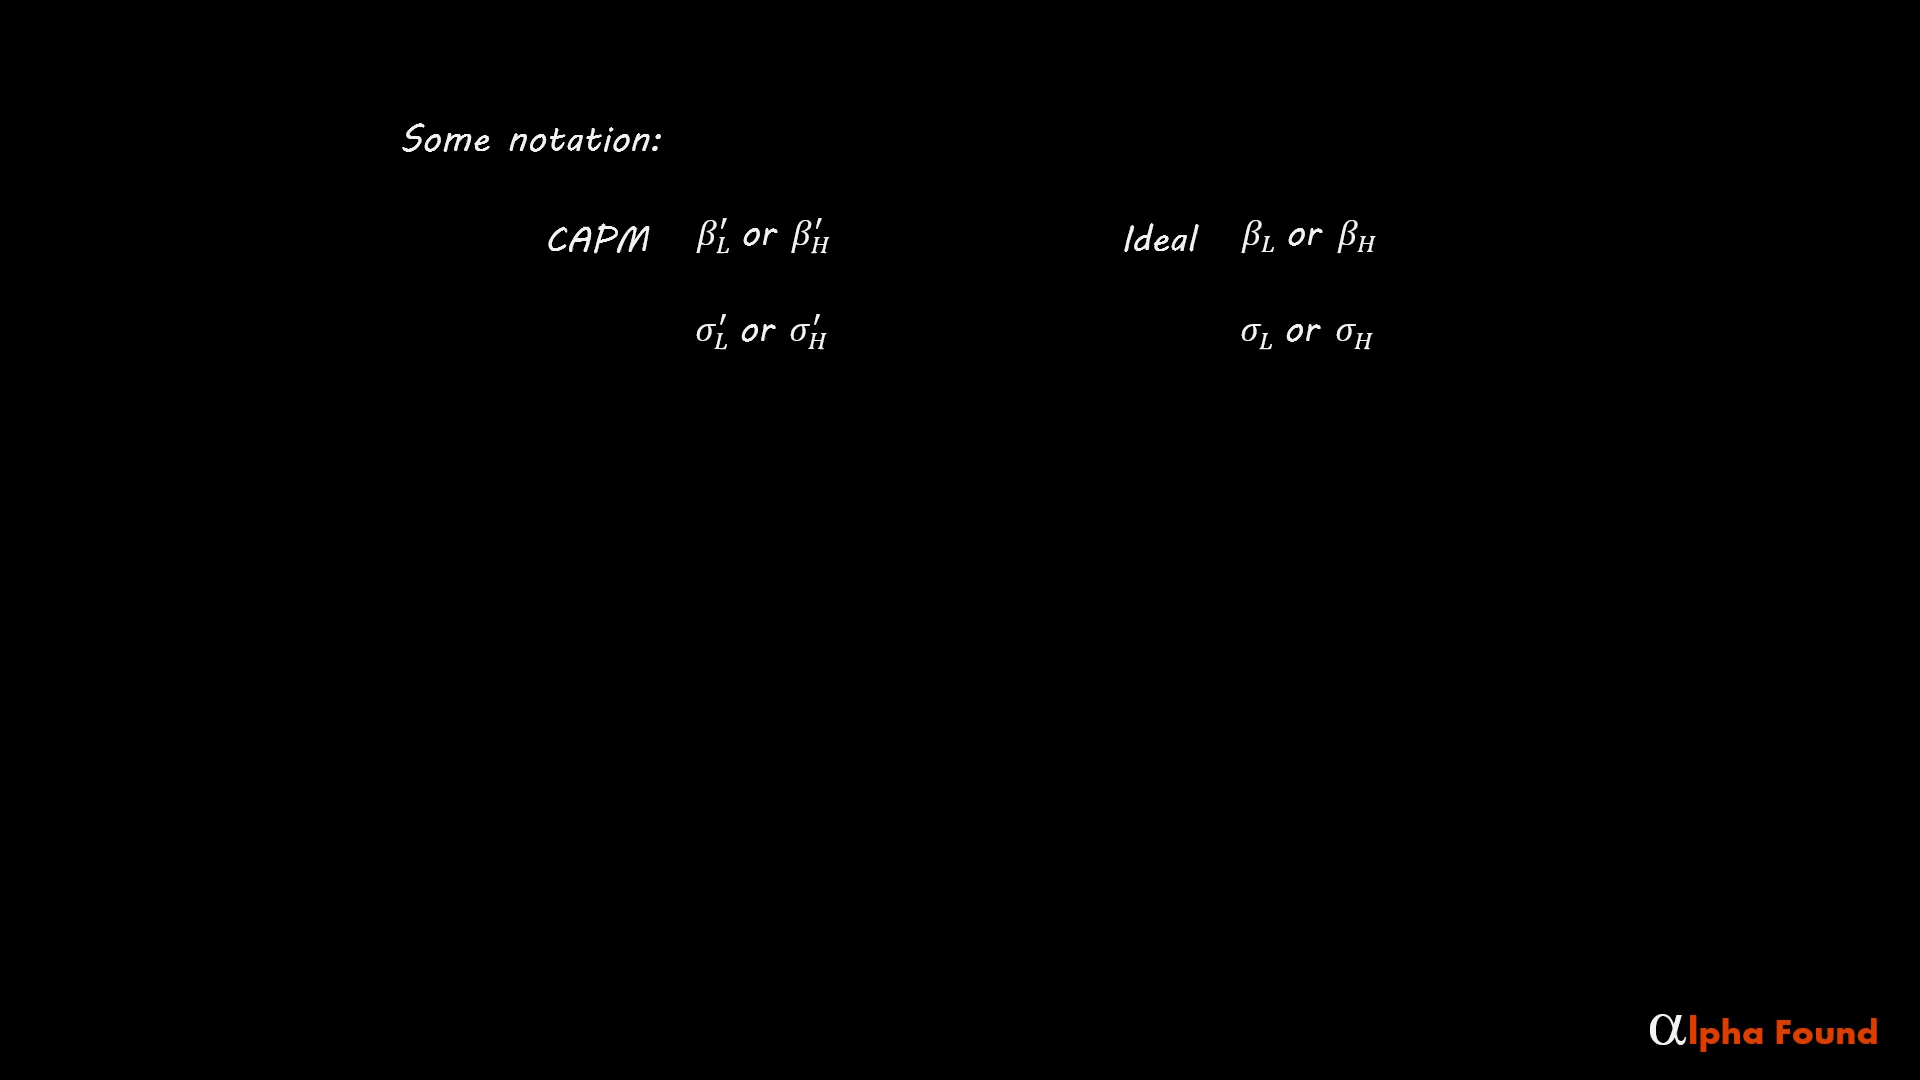 Some notation:
CAPM β′_L or β′_H Ideal β_L or β_H
σ′_L or σ′_H σ_L or σ_H
αlpha Found